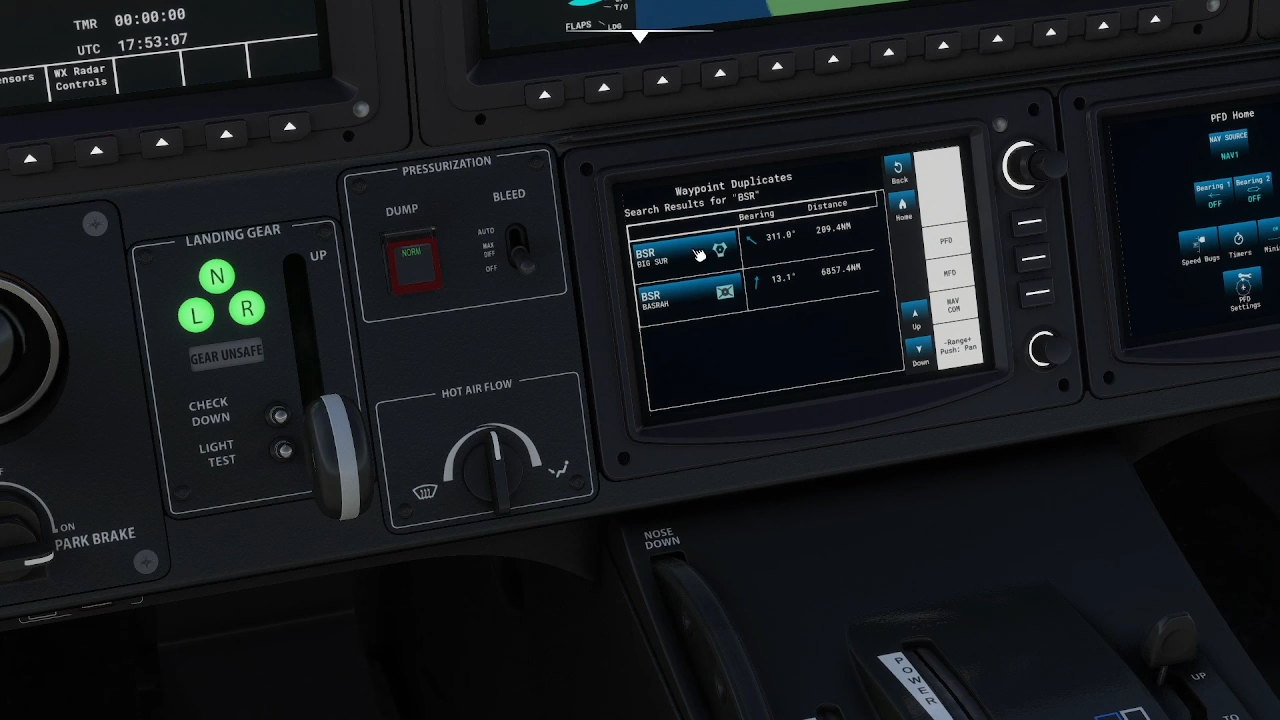 TMR 00:00:00
UTC 17:53:07
WX Radar
Controls
T/O
FLAPS
LDG
LANDING GEAR
UP
N
L
R
GEAR UNSAFE
CHECK
DOWN
LIGHT
TEST
ON
PARK BRAKE
PRESSURIZATION
DUMP
NORM
BLEED
AUTO
MAX
DIFF
OFF
HOT AIR FLOW
Waypoint Duplicates
Search Results for "BSR"
Bearing Distance
BSR
BIG SUR
311.0° 209.4NM
BSR
BASRAH
13.1° 6857.4NM
Back
Home
Up
Down
PFD
MFD
NAV
COM
-Range+
Push: Pan
PFD Home
NAV SOURCE
NAV1
Bearing 1
OFF
Bearing 2
OFF
Speed Bugs
Timers
PFD
Settings
NOSE
DOWN
POWER
UP